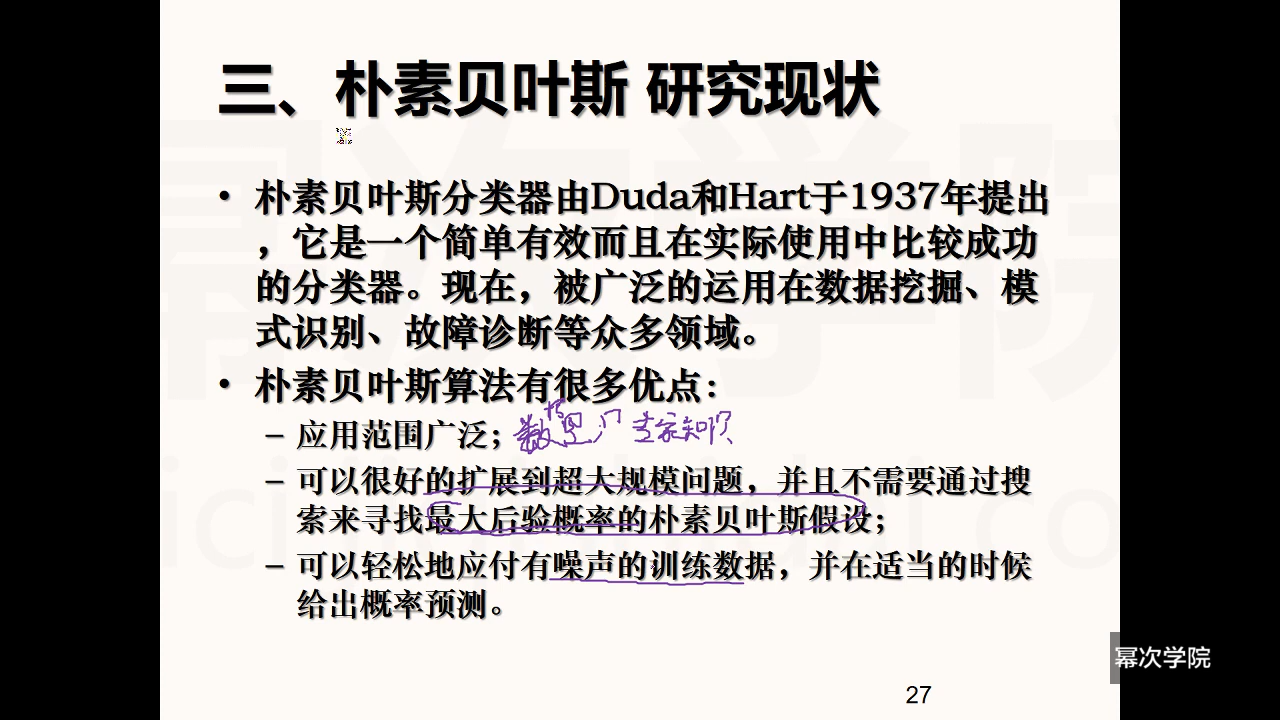 三、朴素贝叶斯 研究现状
• 朴素贝叶斯分类器由Duda和Hart于1937年提出
，它是一个简单有效而且在实际使用中比较成功
的分类器。现在，被广泛的运用在数据挖掘、模
式识别、故障诊断等众多领域。
• 朴素贝叶斯算法有很多优点：
– 应用范围广泛；
专家知识
– 可以很好的扩展到超大规模问题，并且不需要通过搜
索来寻找最大后验概率的朴素贝叶斯假设；
– 可以轻松地应付有噪声的训练数据，并在适当的时候
给出概率预测。
幂次学院
27